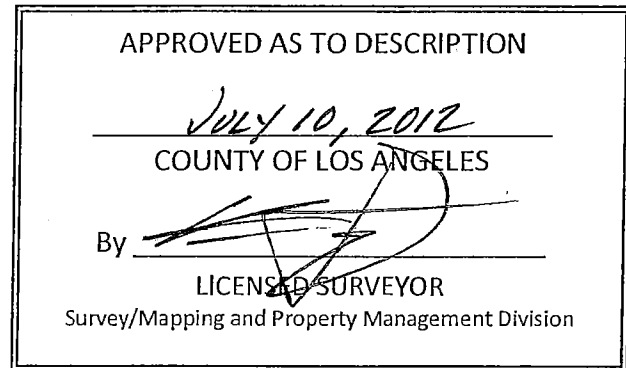 APPROVED AS TO DESCRIPTION
JULY 10, 2012
COUNTY OF LOS ANGELES
By
LICENSED SURVEYOR
Survey/Mapping and Property Management Division